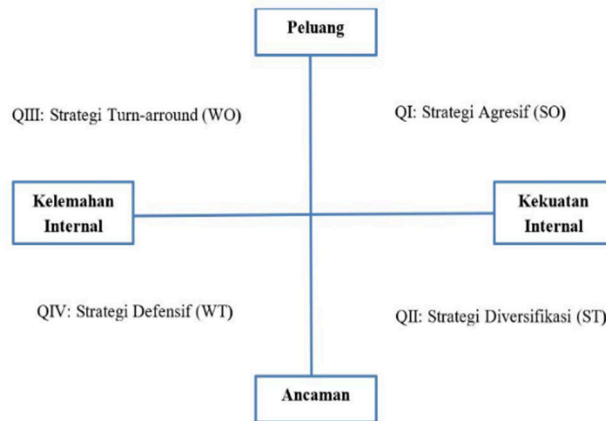 Peluang
QIII: Strategi Turn-arround (WO)
QI: Strategi Agresif (SO)
Kelemahan
Internal
Kekuatan
Internal
QIV: Strategi Defensif (WT)
QII: Strategi Diversifikasi (ST)
Ancaman